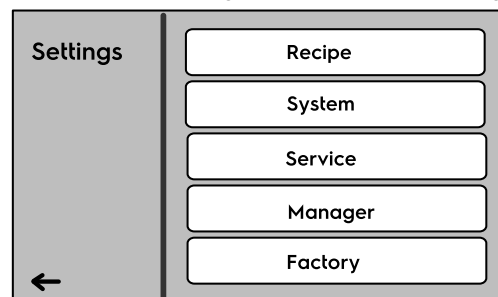 Settings
Recipe
System
Service
Manager
Factory